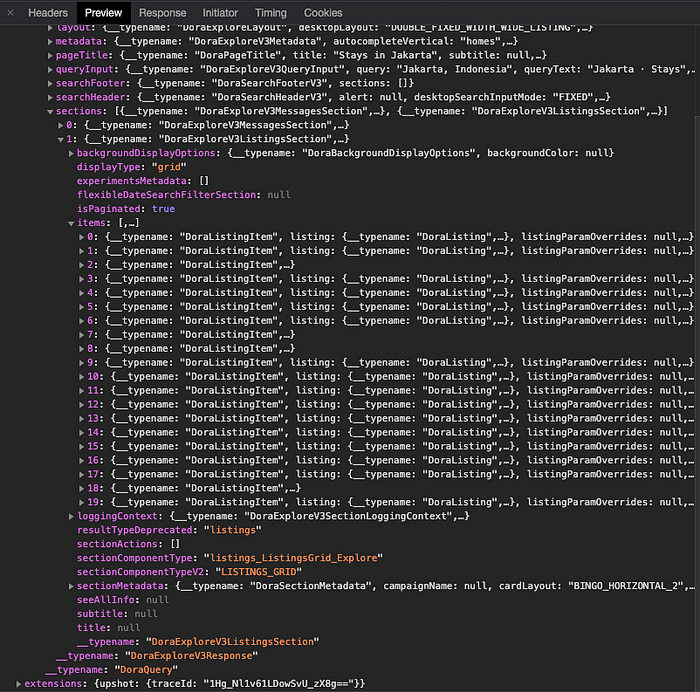 × Headers Preview Response Initiator Timing Cookies
layout: {__typename: "DoraExploreLayout", desktopLayout: "DOUBLE_FIXED_WIDTH_WIDE_LISTING",…}
metadata: {__typename: "DoraExploreV3Metadata", autocompleteVertical: "homes",…}
pageTitle: {__typename: "DoraPageTitle", title: "Stays in Jakarta", subtitle: null,…}
queryInput: {__typename: "DoraExploreV3QueryInput", query: "Jakarta, Indonesia", queryText: "Jakarta · Stays",…
searchFooter: {__typename: "DoraSearchFooterV3", sections: []}
searchHeader: {__typename: "DoraSearchHeaderV3", alert: null, desktopSearchInputMode: "FIXED",…}
sections: [{__typename: "DoraExploreV3MessagesSection",…}, {__typename: "DoraExploreV3ListingsSection",…}]
0: {__typename: "DoraExploreV3MessagesSection",…}
1: {__typename: "DoraExploreV3ListingsSection",…}
backgroundDisplayOptions: {__typename: "DoraBackgroundDisplayOptions", backgroundColor: null}
displayType: "grid"
experimentsMetadata: []
flexibleDateSearchFilterSection: null
isPaginated: true
items: [,…]
0: {__typename: "DoraListingItem", listing: {__typename: "DoraListing",…}, listingParamOverrides: null,…}
1: {__typename: "DoraListingItem", listing: {__typename: "DoraListing",…}, listingParamOverrides: null,…}
2: {__typename: "DoraListingItem",…}
3: {__typename: "DoraListingItem", listing: {__typename: "DoraListing",…}, listingParamOverrides: null,…}
4: {__typename: "DoraListingItem", listing: {__typename: "DoraListing",…}, listingParamOverrides: null,…}
5: {__typename: "DoraListingItem", listing: {__typename: "DoraListing",…}, listingParamOverrides: null,…}
6: {__typename: "DoraListingItem", listing: {__typename: "DoraListing",…}, listingParamOverrides: null,…}
7: {__typename: "DoraListingItem",…}
8: {__typename: "DoraListingItem",…}
9: {__typename: "DoraListingItem", listing: {__typename: "DoraListing",…}, listingParamOverrides: null,…}
10: {__typename: "DoraListingItem", listing: {__typename: "DoraListing",…}, listingParamOverrides: null,…
11: {__typename: "DoraListingItem", listing: {__typename: "DoraListing",…}, listingParamOverrides: null,…
12: {__typename: "DoraListingItem", listing: {__typename: "DoraListing",…}, listingParamOverrides: null,…
13: {__typename: "DoraListingItem", listing: {__typename: "DoraListing",…}, listingParamOverrides: null,…
14: {__typename: "DoraListingItem", listing: {__typename: "DoraListing",…}, listingParamOverrides: null,…
15: {__typename: "DoraListingItem", listing: {__typename: "DoraListing",…}, listingParamOverrides: null,…
16: {__typename: "DoraListingItem", listing: {__typename: "DoraListing",…}, listingParamOverrides: null,…
17: {__typename: "DoraListingItem", listing: {__typename: "DoraListing",…}, listingParamOverrides: null,…
18: {__typename: "DoraListingItem",…}
19: {__typename: "DoraListingItem", listing: {__typename: "DoraListing",…}, listingParamOverrides: null,…
loggingContext: {__typename: "DoraExploreV3SectionLoggingContext",…}
resultTypeDeprecated: "listings"
sectionActions: []
sectionComponentType: "listings_ListingsGrid_Explore"
sectionComponentTypeV2: "LISTINGS_GRID"
sectionMetadata: {__typename: "DoraSectionMetadata", campaignName: null, cardLayout: "BINGO_HORIZONTAL_2",…
seeAllInfo: null
subtitle: null
title: null
__typename: "DoraExploreV3ListingsSection"
__typename: "DoraExploreV3Response"
__typename: "DoraQuery"
extensions: {upshot: {traceId: "1Hg_Nl1v61LDowSvU_zX8g=="}}